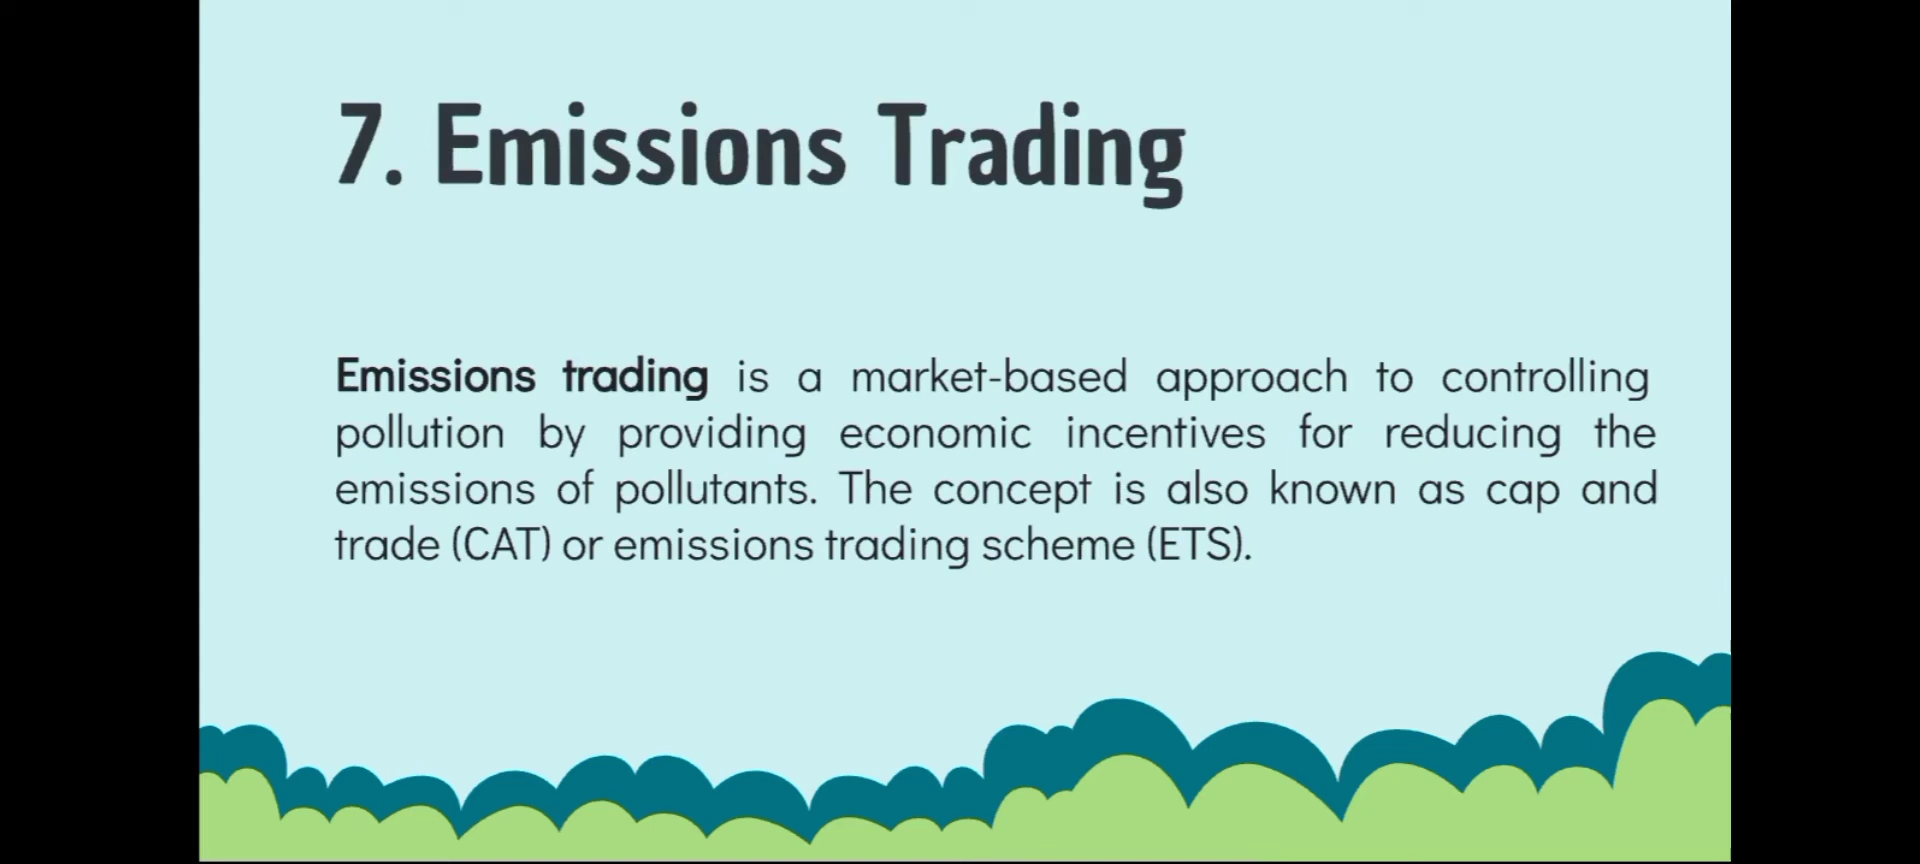 7. Emissions Trading
Emissions trading is a market-based approach to controlling
pollution by providing economic incentives for reducing the
emissions of pollutants. The concept is also known as cap and
trade (CAT) or emissions trading scheme (ETS).